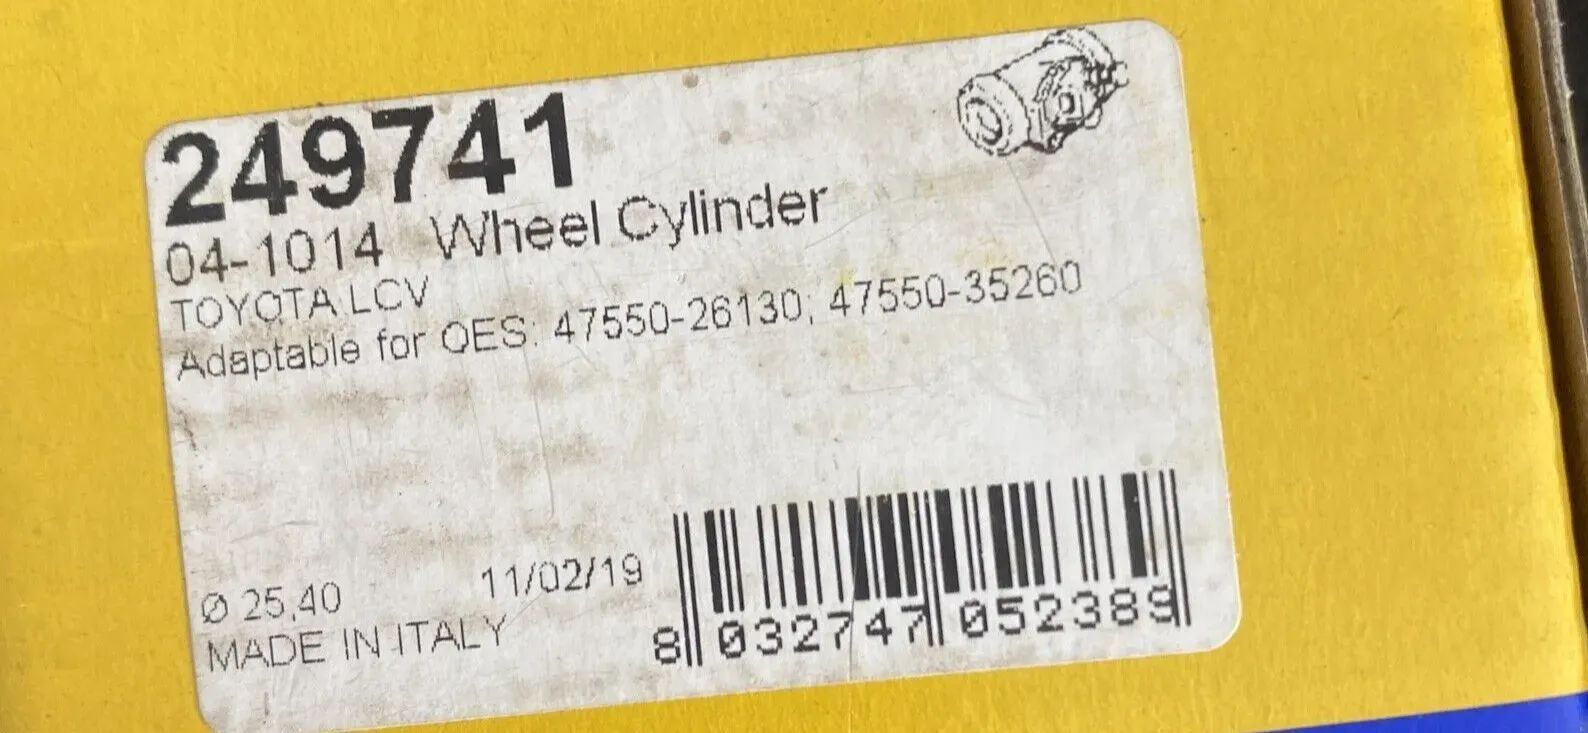 249741
04-1014 Wheel Cylinder
TOYOTA LCV
Adaptable for OES: 47550-26130; 47550-35260
Ø 25,40 11/02/19
MADE IN ITALY
8 032747 052389